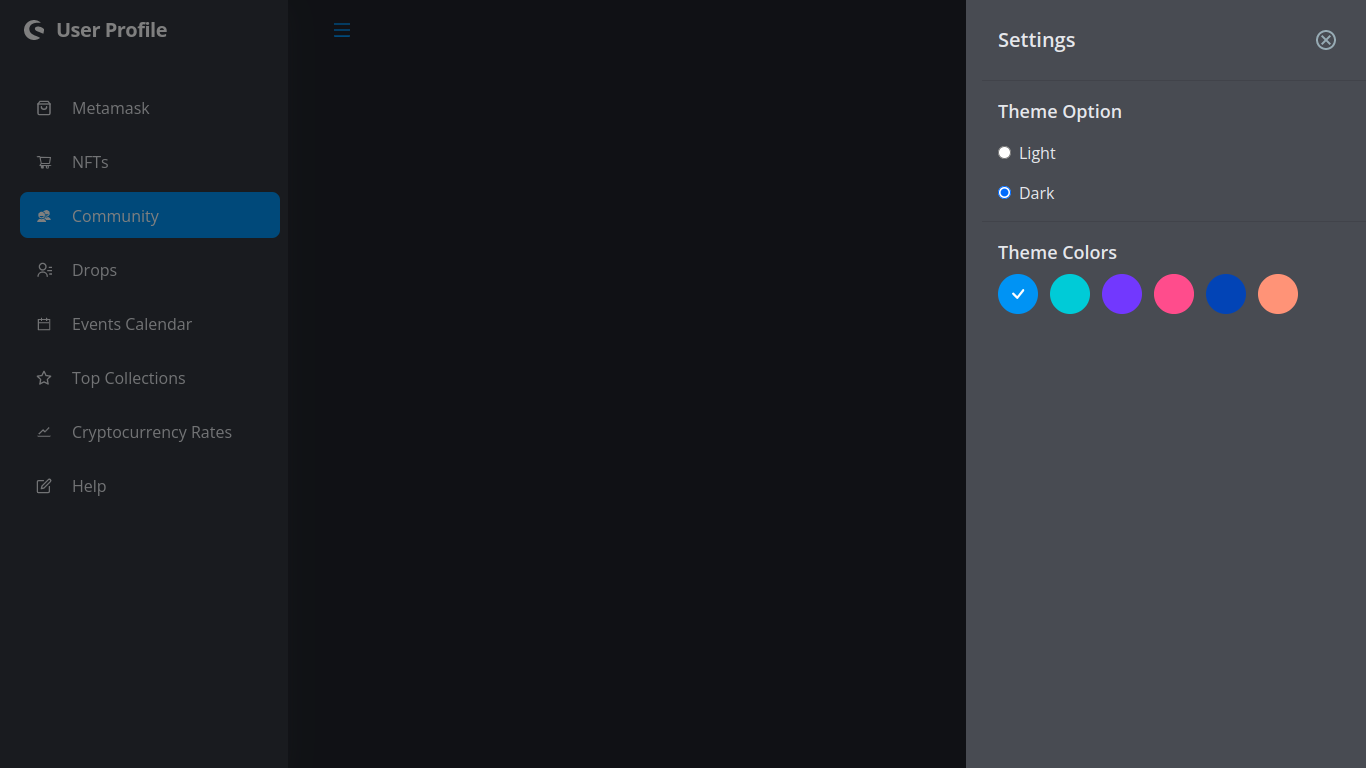 User Profile
Metamask
NFTs
Community
Drops
Events Calendar
Top Collections
Cryptocurrency Rates
Help
Settings
Theme Option
Light
Dark
Theme Colors